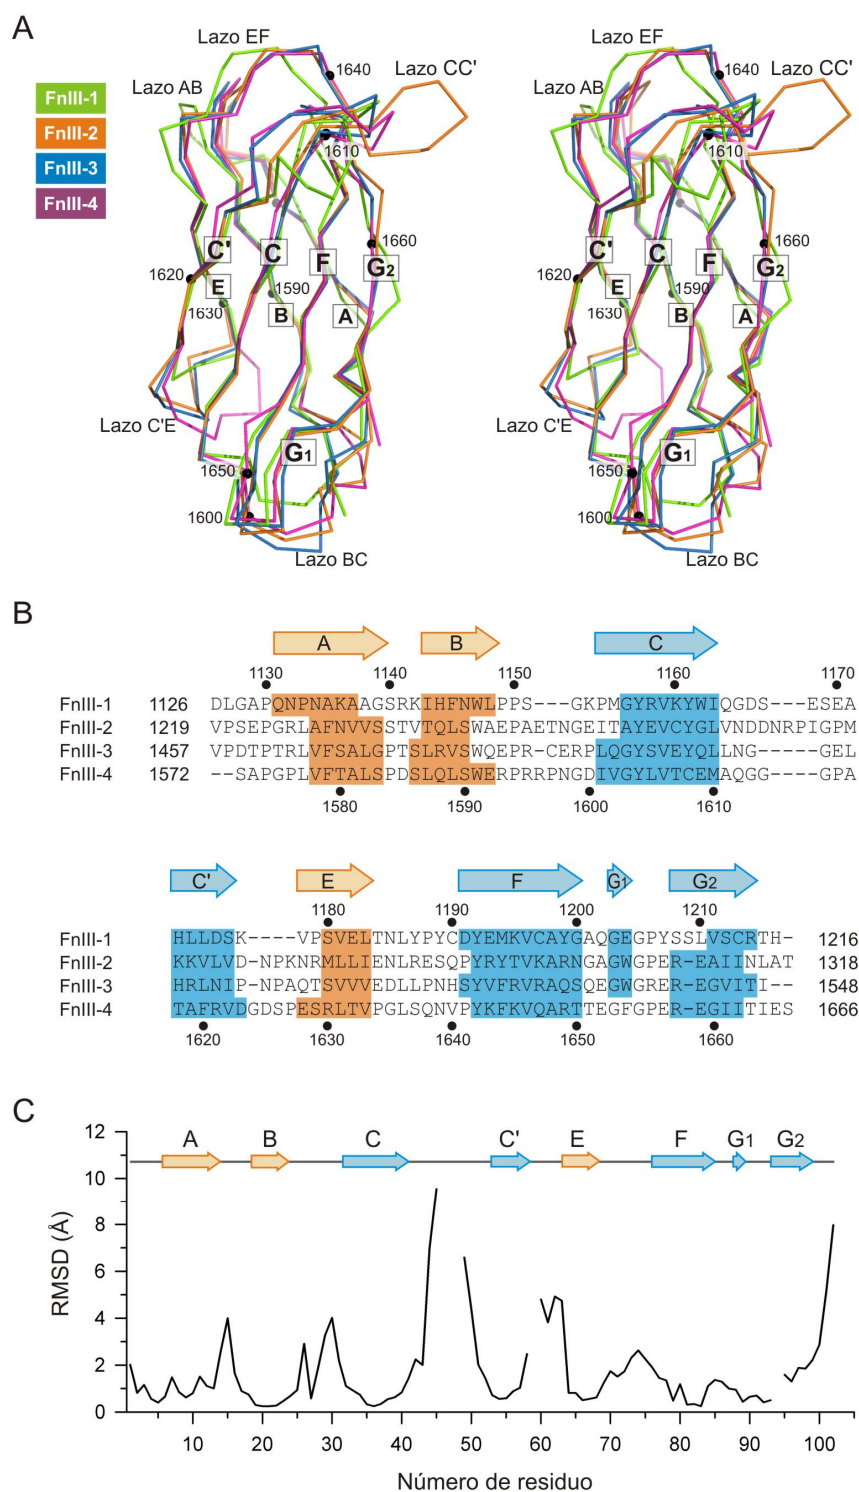 A
FnIII-1
FnIII-2
FnIII-3
FnIII-4
Lazo EF
1640
Lazo CC'
Lazo AB
1610
C'
C
F
1660
G2
1620
E
1590
1630
B
A
Lazo C'E
G1
1650
1600
Lazo BC
Lazo EF
1640
Lazo CC'
Lazo AB
1610
C'
C
F
1660
G2
1620
E
1590
1630
B
A
Lazo C'E
G1
1650
1600
Lazo BC
B
A B C
1130 1140 1150 1160 1170
FnIII-1 1126 DLGAPQNPNAKAAGSRKIHFNWLPPS---GKPMGYRVKYWIQGDS---ESEA
FnIII-2 1219 VPSEPGRLAFNVVSSTVTQLSWAEPAETNGEITAYEVCYGLVNDDNRPIGPM
FnIII-3 1457 VPDTPTRLVFSALGPTSLRVSWQEPR-CERPLQGYSVEYQLLNG----GEL
FnIII-4 1572 --SAPGPLVFTALSPDSLQLSWERPRRPNGDIVGYLVTCEMAQGG----GPA
1580 1590 1600 1610
C' E F G1 G2
1180 1190 1200 1210
FnIII-1 HLLDSK----VPSVELTNLYPYCDYEMKVCAYGAQGEGPYSSLVSCRTH- 1216
FnIII-2 KKVLVD-NPKNRMLLIENLRESQPYRYTVKARNGAGWGPER-EAIINLAT 1318
FnIII-3 HRLNIP-NPAQTSVVVEDLLPNHSYVFRVRAQSQEGWGRER-EGVITI-- 1548
FnIII-4 TAFRVDGDSPESRLTVPGLSQNVPYKFKVQARTTEGFGPER-EGIITIES 1666
1620 1630 1640 1650 1660
C
A B C C' E F G1 G2
12
10
8
6
4
2
0
RMSD (Å)
10 20 30 40 50 60 70 80 90 100
Número de residuo